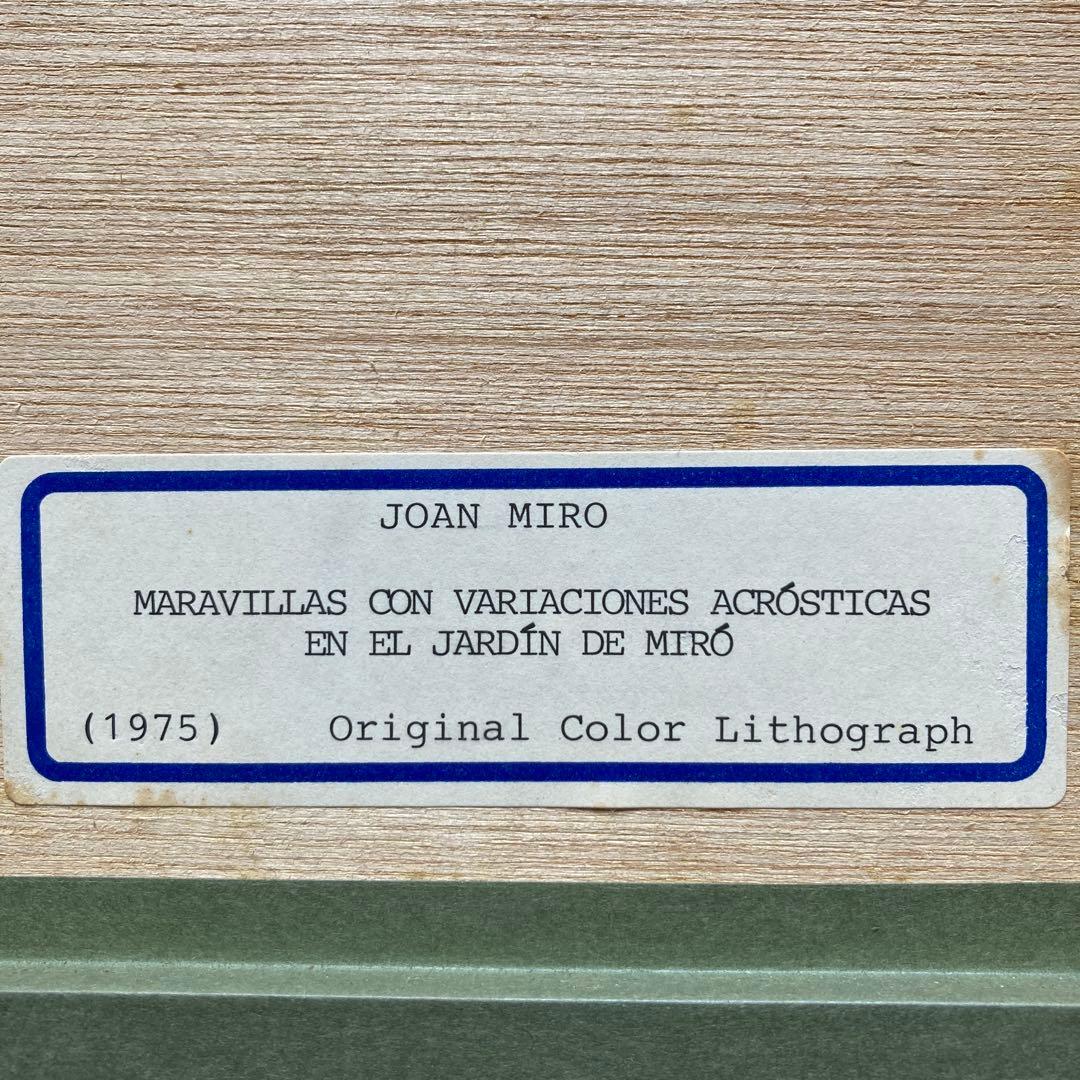 JOAN MIRO
MARAVILLAS CON VARIACIONES ACRÓSTICAS
EN EL JARDÍN DE MIRÓ
(1975) Original Color Lithograph